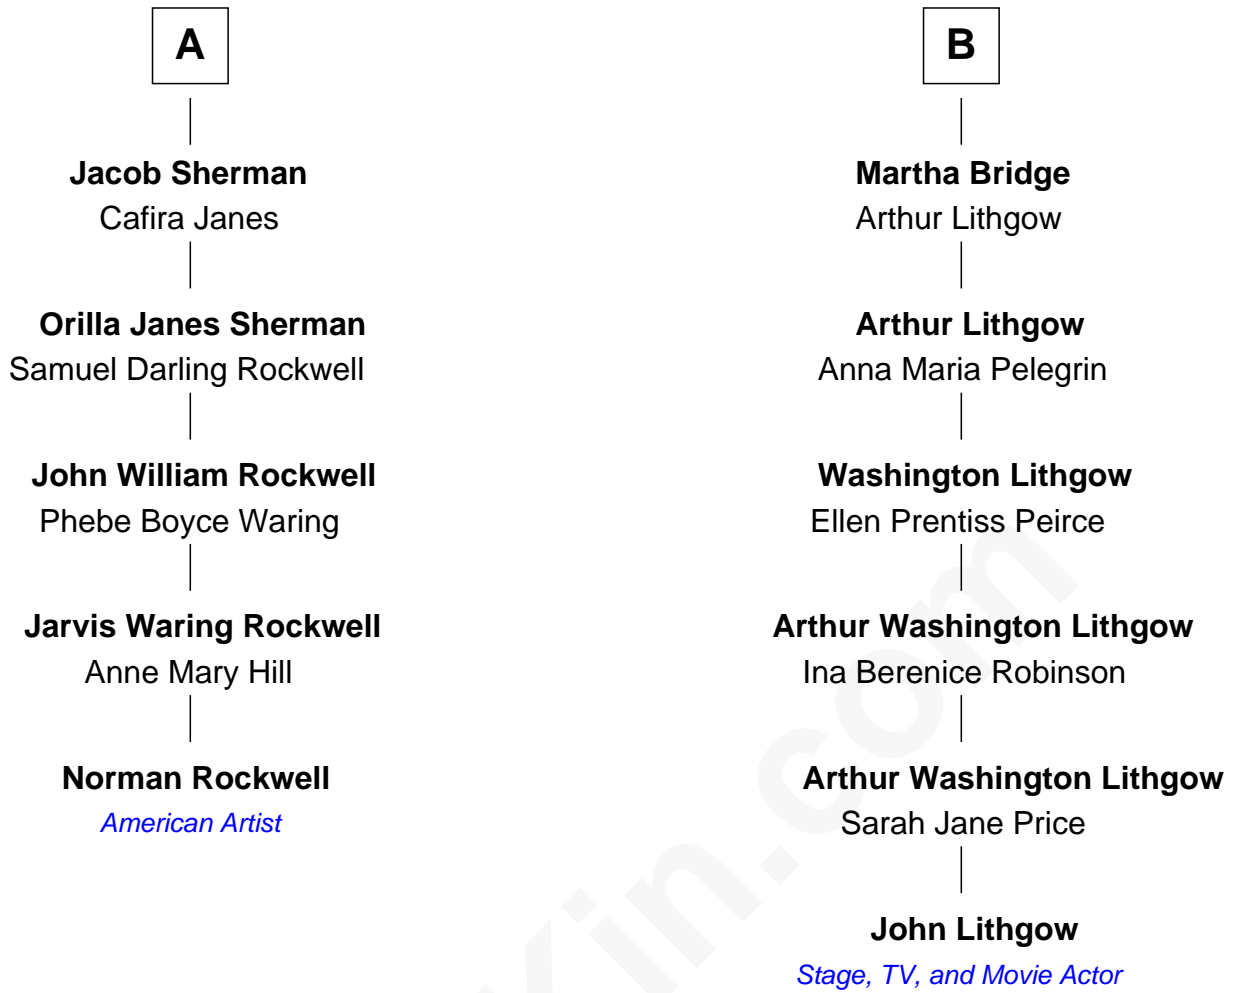 A
Jacob Sherman
Cafira Janes
Orilla Janes Sherman
Samuel Darling Rockwell
John William Rockwell
Phebe Boyce Waring
Jarvis Waring Rockwell
Anne Mary Hill
Norman Rockwell
American Artist
B
Martha Bridge
Arthur Lithgow
Arthur Lithgow
Anna Maria Pelegrin
Washington Lithgow
Ellen Prentiss Peirce
Arthur Washington Lithgow
Ina Berenice Robinson
Arthur Washington Lithgow
Sarah Jane Price
John Lithgow
Stage, TV, and Movie Actor
Kin.com